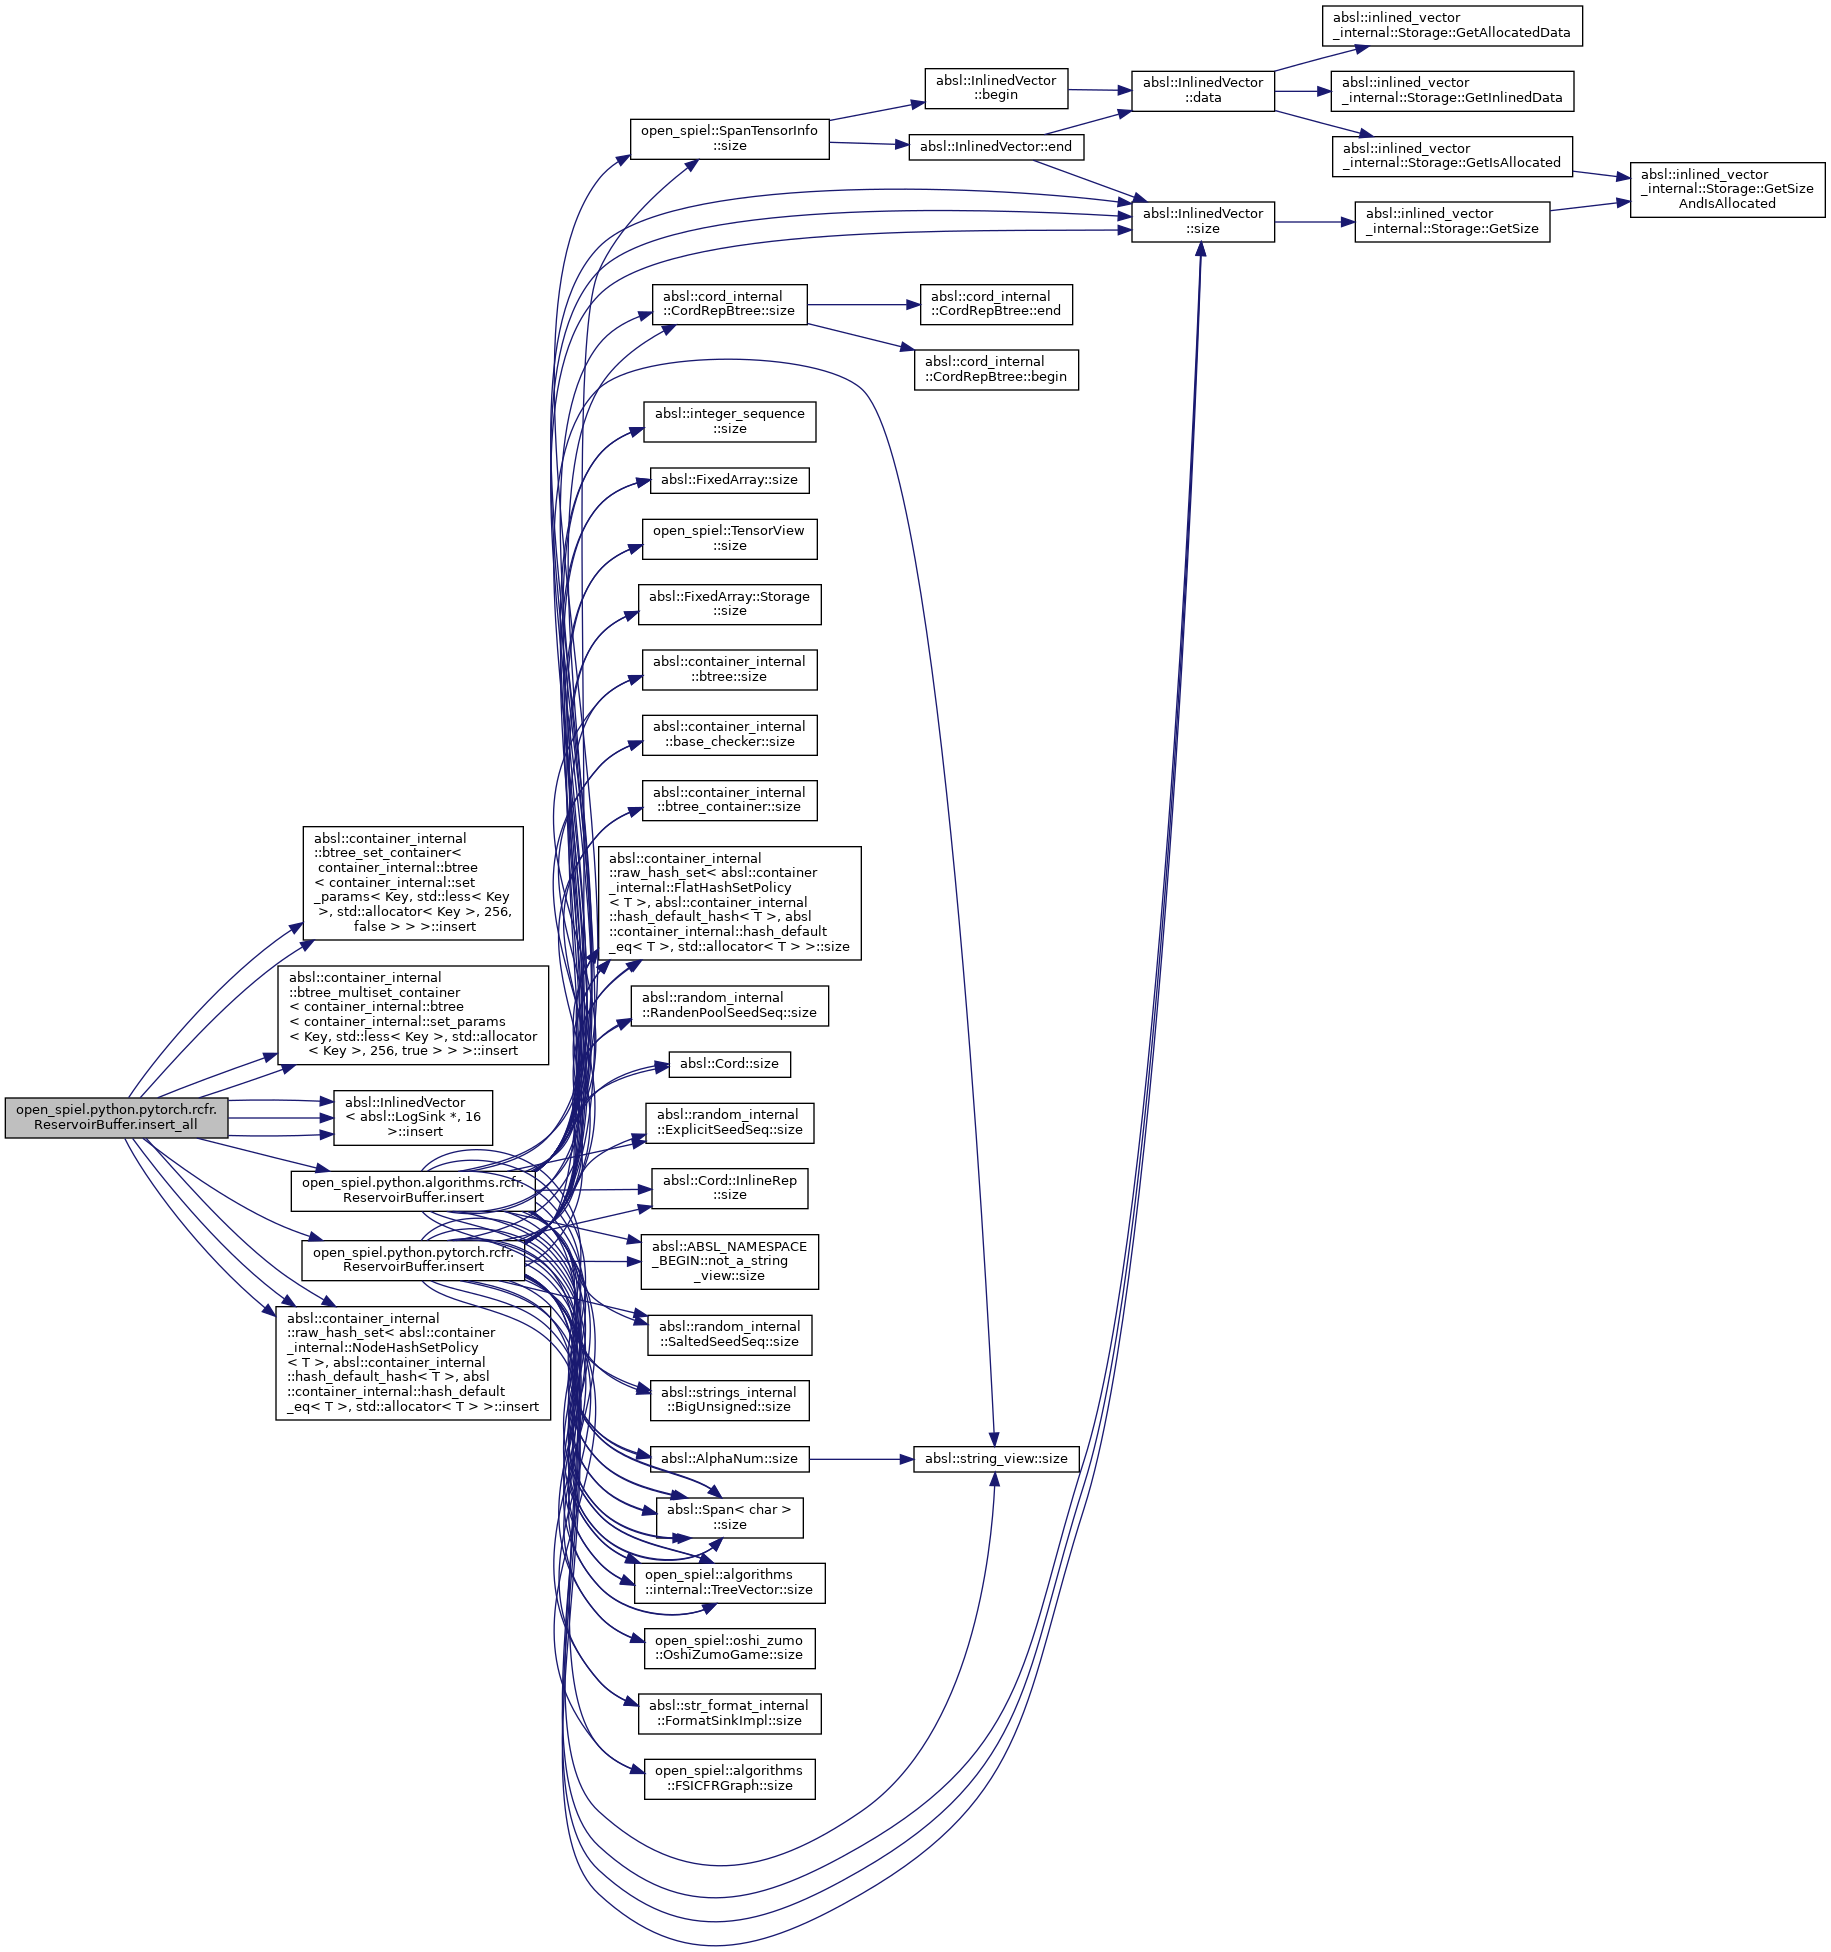 open_spiel.python.pytorch.rcfr.
ReservoirBuffer.insert_all
absl::container_internal
::btree_set_container<
container_internal::btree
< container_internal::set
_params< Key, std::less< Key
>, std::allocator< Key >, 256,
false > > >::insert
absl::container_internal
::btree_multiset_container
< container_internal::btree
< container_internal::set_params
< Key, std::less< Key >, std::allocator
< Key >, 256, true > > >::insert
absl::InlinedVector
< absl::LogSink *, 16
>::insert
open_spiel.python.algorithms.rcfr.
ReservoirBuffer.insert
open_spiel.python.pytorch.rcfr.
ReservoirBuffer.insert
absl::container_internal
::raw_hash_set< absl::container
_internal::NodeHashSetPolicy
< T >, absl::container_internal
::hash_default_hash< T >, absl
::container_internal::hash_default
_eq< T >, std::allocator< T > >::insert
open_spiel::SpanTensorInfo
::size
absl::cord_internal
::CordRepBtree::size
absl::integer_sequence
::size
absl::FixedArray::size
open_spiel::TensorView
::size
absl::FixedArray::Storage
::size
absl::container_internal
::btree::size
absl::container_internal
::base_checker::size
absl::container_internal
::btree_container::size
absl::container_internal
::raw_hash_set< absl::container
_internal::FlatHashSetPolicy
< T >, absl::container_internal
::hash_default_hash< T >, absl
::container_internal::hash_default
_eq< T >, std::allocator< T > >::size
absl::random_internal
::RandenPoolSeedSeq::size
absl::Cord::size
absl::random_internal
::ExplicitSeedSeq::size
absl::Cord::InlineRep
::size
absl::ABSL_NAMESPACE
_BEGIN::not_a_string
_view::size
absl::random_internal
::SaltedSeedSeq::size
absl::strings_internal
::BigUnsigned::size
absl::AlphaNum::size
absl::Span< char >
::size
open_spiel::algorithms
::internal::TreeVector::size
open_spiel::oshi_zumo
::OshiZumoGame::size
absl::str_format_internal
::FormatSinkImpl::size
open_spiel::algorithms
::FSICFRGraph::size
absl::InlinedVector
::begin
absl::InlinedVector::end
absl::cord_internal
::CordRepBtree::end
absl::cord_internal
::CordRepBtree::begin
absl::string_view::size
absl::InlinedVector
::data
absl::InlinedVector
::size
absl::inlined_vector
_internal::Storage::GetAllocatedData
absl::inlined_vector
_internal::Storage::GetInlinedData
absl::inlined_vector
_internal::Storage::GetIsAllocated
absl::inlined_vector
_internal::Storage::GetSize
absl::inlined_vector
_internal::Storage::GetSize
AndIsAllocated